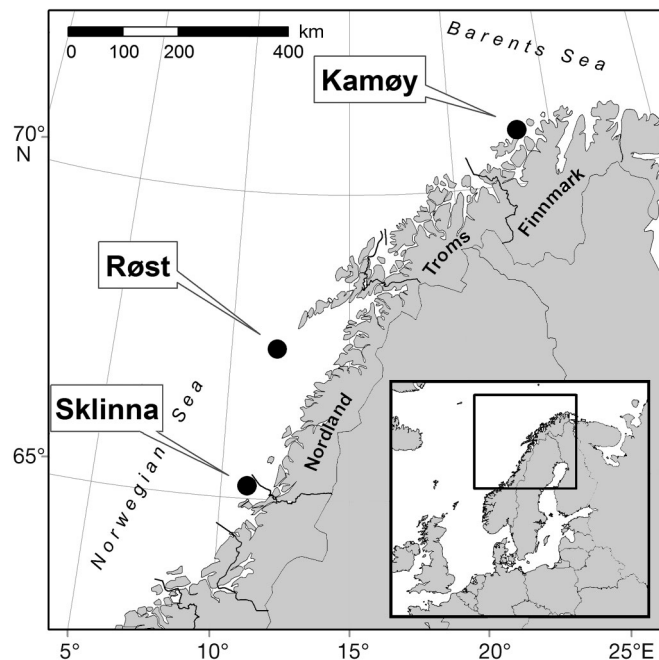 km
0 100 200 400
Barents Sea
Kamøy
70°
N
Finnmark
Troms
Røst
Sklinna
Nordland
65°
Norwegian Sea
5° 10° 15° 20° 25°E